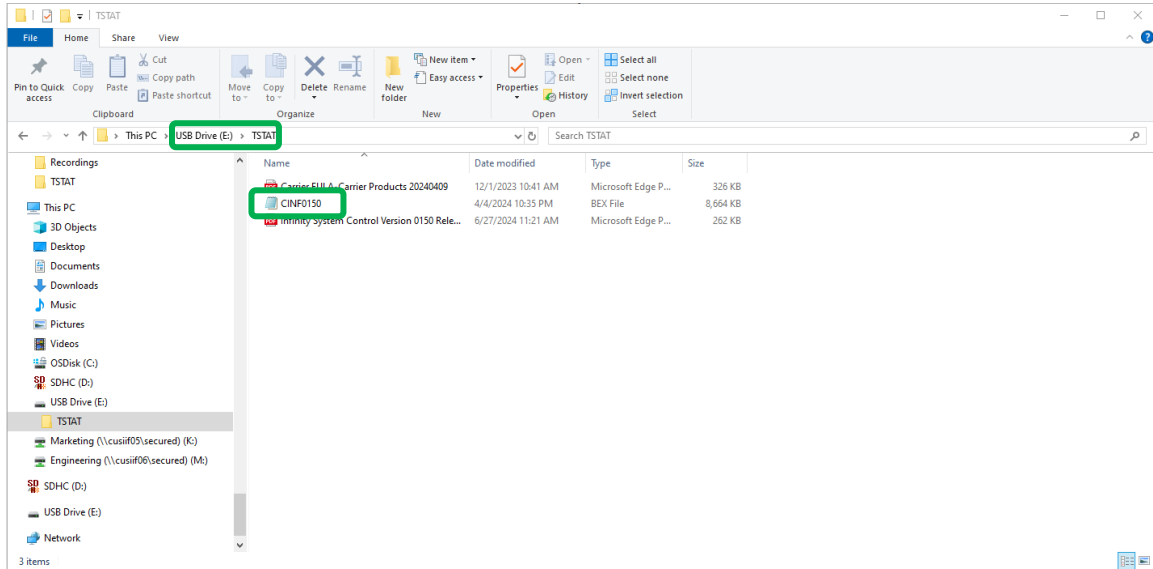 TSTAT
File Home Share View
Pin to Quick access
Copy
Paste
Cut
Copy path
Paste shortcut
Clipboard
Move to
Copy to
Delete
Rename
Organize
New folder
New item
Easy access
New
Properties
Open
Edit
History
Open
Select all
Select none
Invert selection
Select
This PC > USB Drive (E:) > TSTAT
Search TSTAT
Recordings
TSTAT
This PC
3D Objects
Desktop
Documents
Downloads
Music
Pictures
Videos
OSDisk (C:)
SDHC (D:)
USB Drive (E:)
TSTAT
Marketing (\\cusiif05\secured) (K:)
Engineering (\\cusiif06\secured) (M:)
SDHC (D:)
USB Drive (E:)
Network
Name Date modified Type Size
Carrier EULA-Carrier Products 20240409 12/1/2023 10:41 AM Microsoft Edge P... 326 KB
CINF0150 4/4/2024 10:35 PM BEX File 8,664 KB
Infinity System Control Version 0150 Rele... 6/27/2024 11:21 AM Microsoft Edge P... 262 KB
3 items